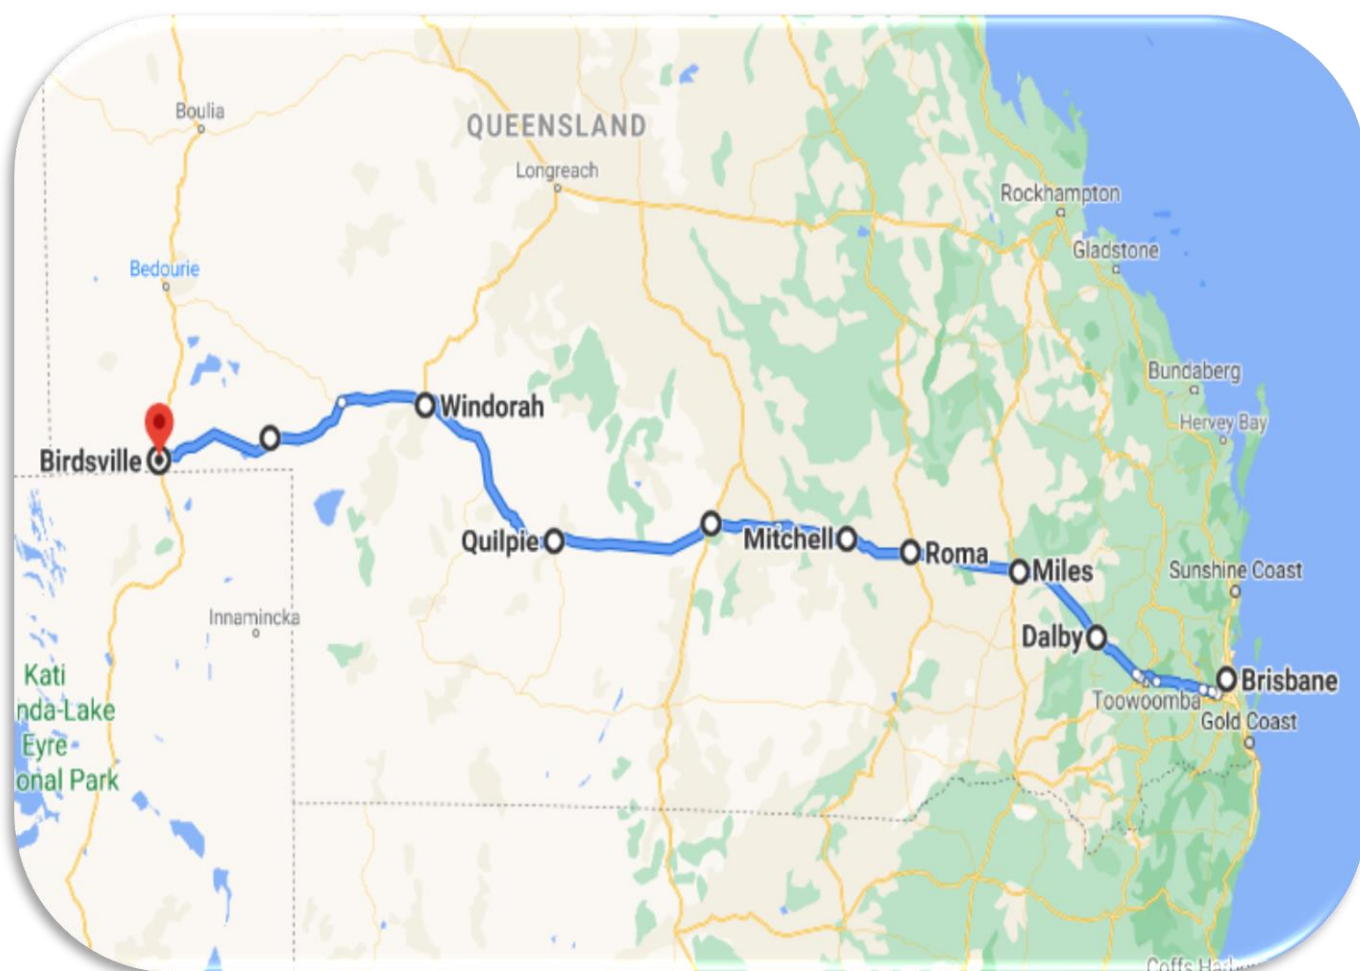 Boulia
QUEENSLAND
Longreach
Rockhampton
Gladstone
Bedourie
Bundaberg
Windorah
Hervey Bay
Birdsville
Quilpie
Mitchell
Roma
Miles
Sunshine Coast
Innamincka
Dalby
Kati
nda-Lake
Eyre
onal Park
Brisbane
Toowoomba
Gold Coast
Coffs